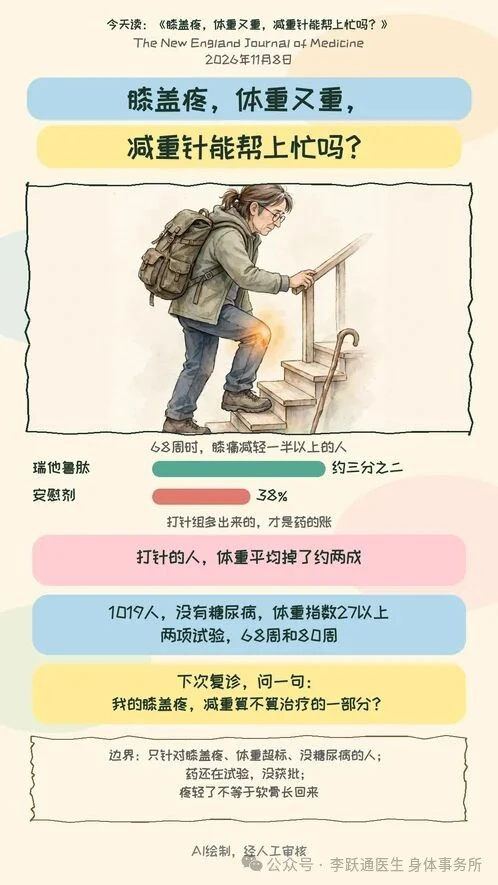 今天读:《膝盖疼,体重又重,减重针能帮上忙吗?》
The New England Journal of Medicine
2026年11月8日
膝盖疼,体重又重,
减重针能帮上忙吗?
68周时,膝痛减轻一半以上的人
瑞他鲁肽 约三分之二
安慰剂 38%
打针组多出来的,才是药的账
打针的人,体重平均掉了约两成
1019人,没有糖尿病,体重指数27以上
两项试验,68周和80周
下次复诊,问一句:
我的膝盖疼,减重算不算治疗的一部分?
边界:只针对膝盖疼、体重超标、没糖尿病的人;
药还在试验,没获批;
疼轻了不等于软骨长回来
AI绘制,经人工审核
公众号·李跃通医生 身体事务所